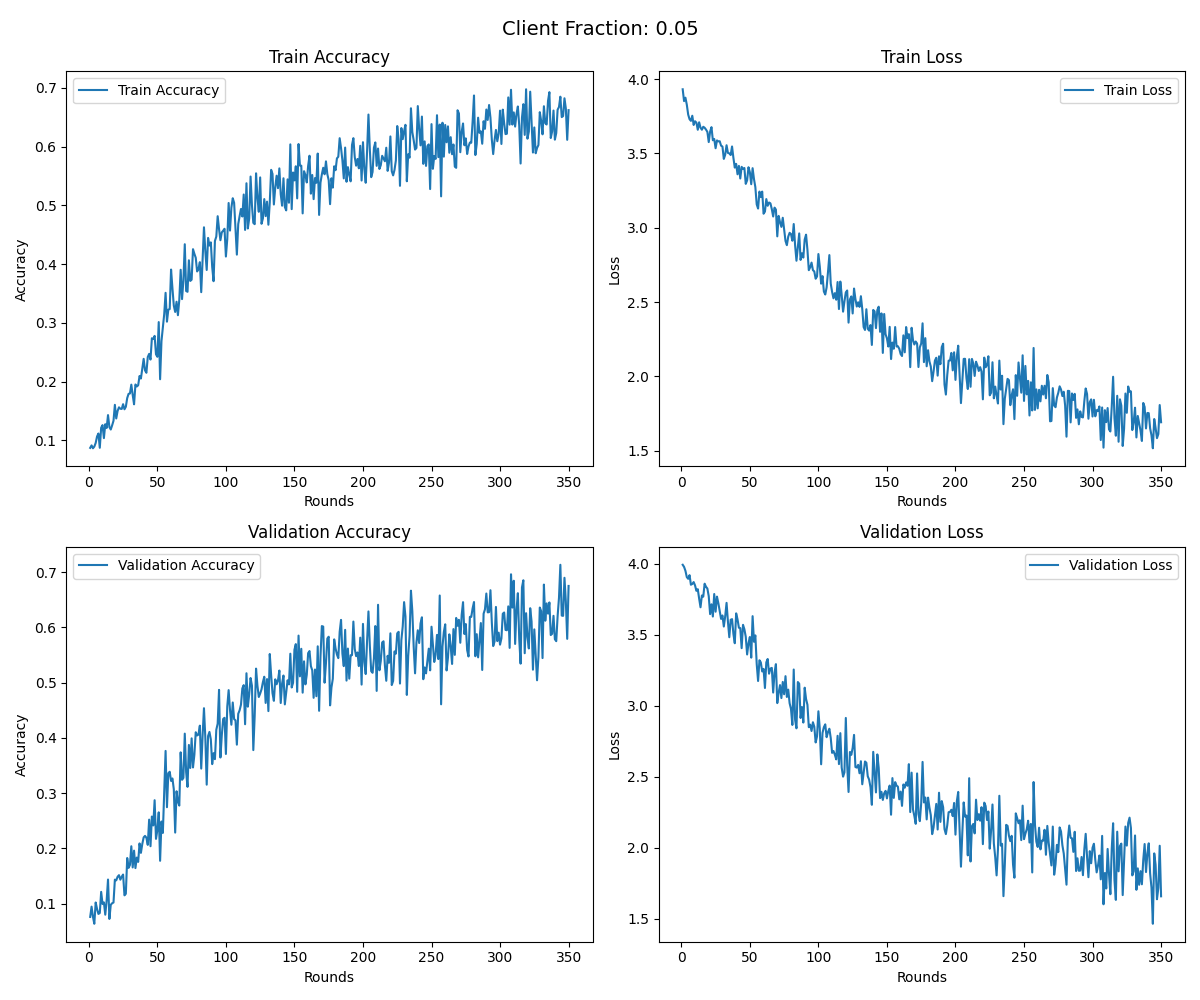 Client Fraction: 0.05
Train Accuracy
Train Accuracy
0.7
0.6
0.5
0.4
0.3
0.2
0.1
Accuracy
0 50 100 150 200 250 300 350
Rounds
Train Loss
Train Loss
4.0
3.5
3.0
2.5
2.0
1.5
Loss
0 50 100 150 200 250 300 350
Rounds
Validation Accuracy
Validation Accuracy
0.7
0.6
0.5
0.4
0.3
0.2
0.1
Accuracy
0 50 100 150 200 250 300 350
Rounds
Validation Loss
Validation Loss
4.0
3.5
3.0
2.5
2.0
1.5
Loss
0 50 100 150 200 250 300 350
Rounds